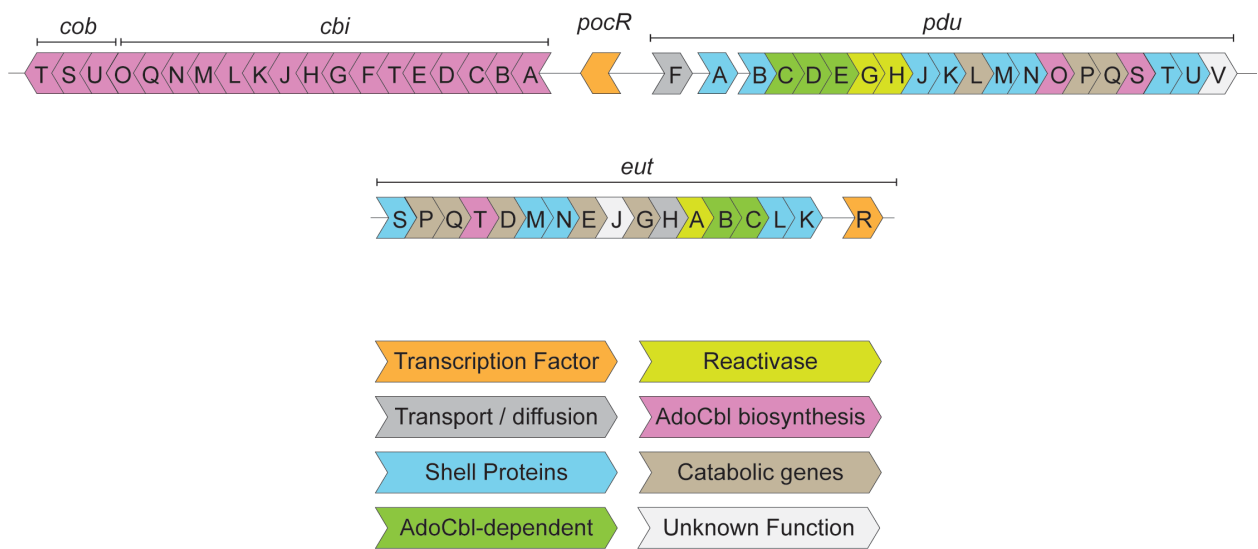 cob cbi pocR pdu
T S U O Q N M L K J H G F T E D C B A F A B C D E G H J K L M N O P Q S T U V
eut
S P Q T D M N E J G H A B C L K R
Transcription Factor Reactivase
Transport / diffusion AdoCbl biosynthesis
Shell Proteins Catabolic genes
AdoCbl-dependent Unknown Function